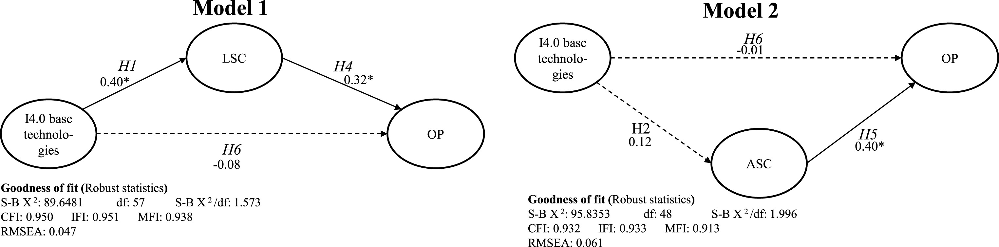 Model 1
LSC
H1
0.40*
H4
0.32*
I4.0 base
technolo-
gies
OP
H6
-0.08
Goodness of fit (Robust statistics)
S-B X²: 89.6481 df: 57 S-B X²/df: 1.573
CFI: 0.950 IFI: 0.951 MFI: 0.938
RMSEA: 0.047
Model 2
I4.0 base
technolo-
gies
H6
-0.01
OP
H2
0.12
H5
0.40*
ASC
Goodness of fit (Robust statistics)
S-B X²: 95.8353 df: 48 S-B X²/df: 1.996
CFI: 0.932 IFI: 0.933 MFI: 0.913
RMSEA: 0.061